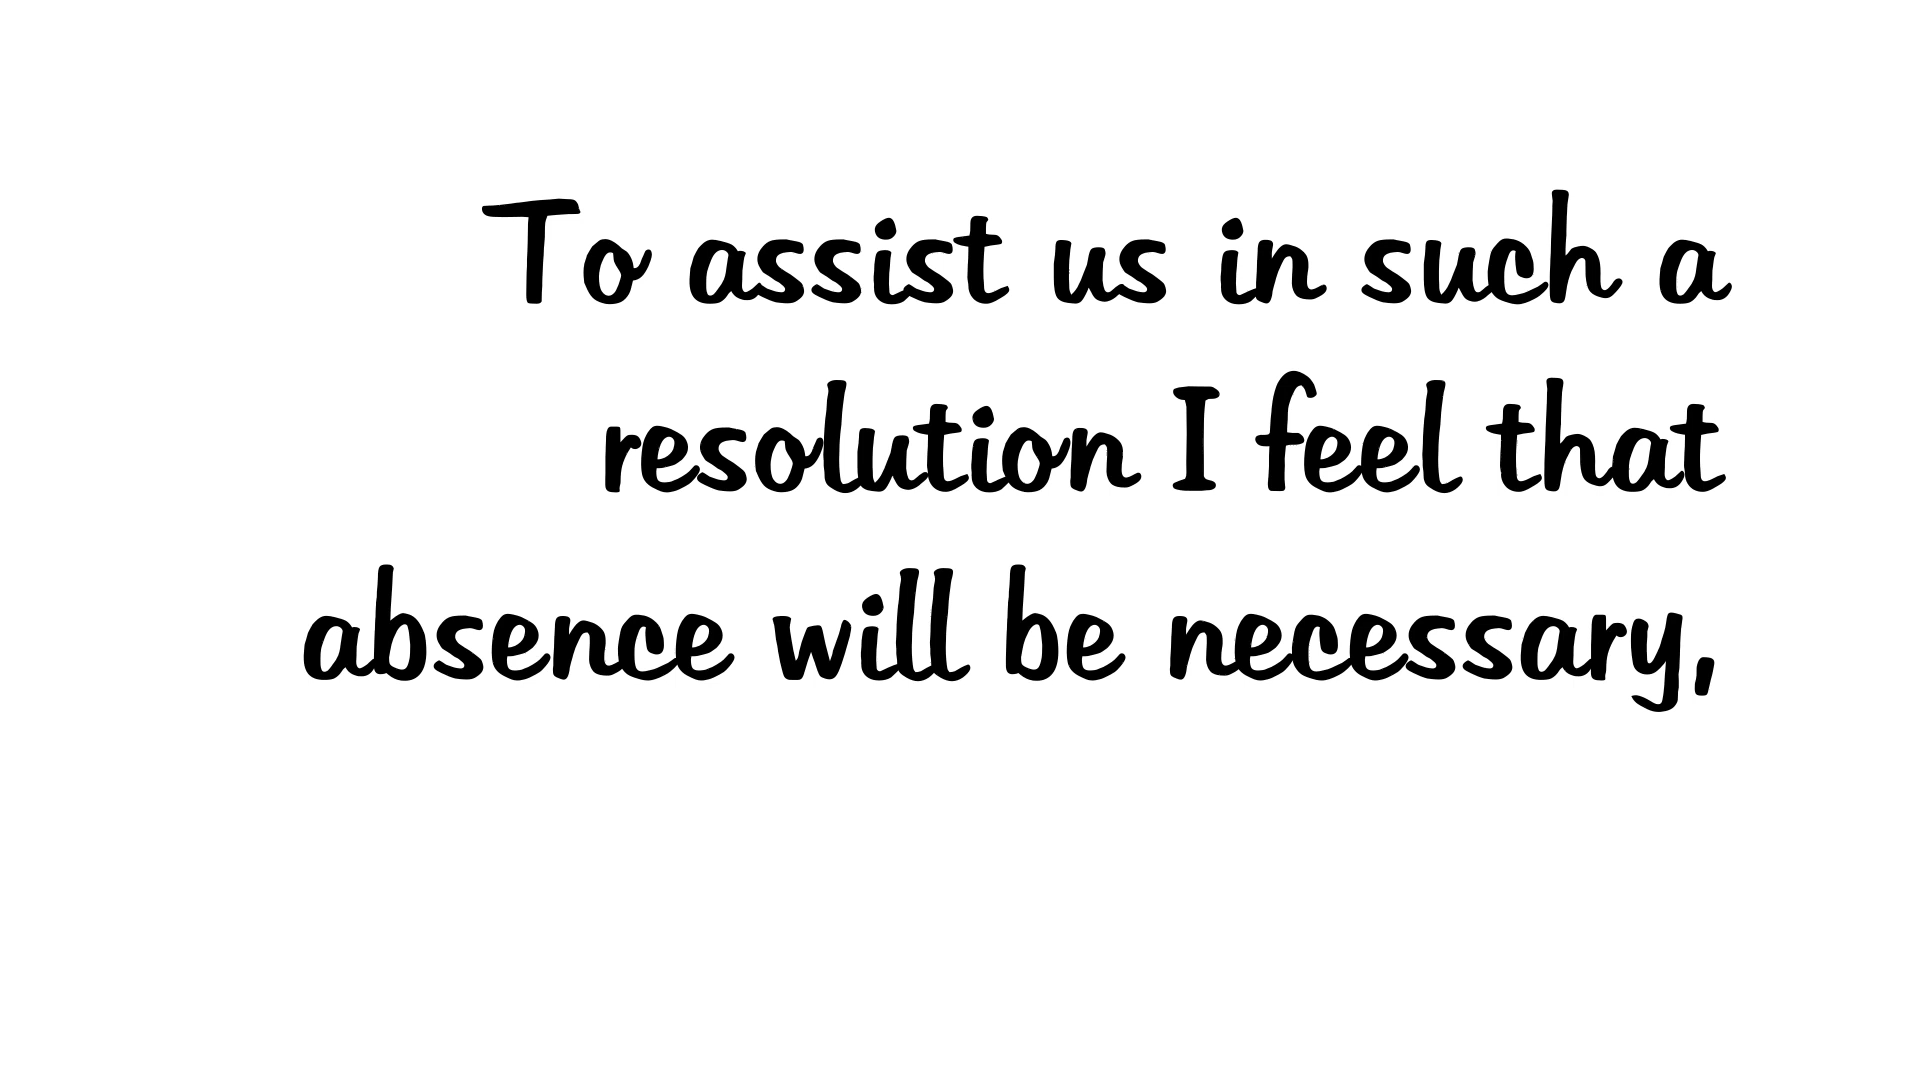 To assist us in such a
resolution I feel that
absence will be necessary,